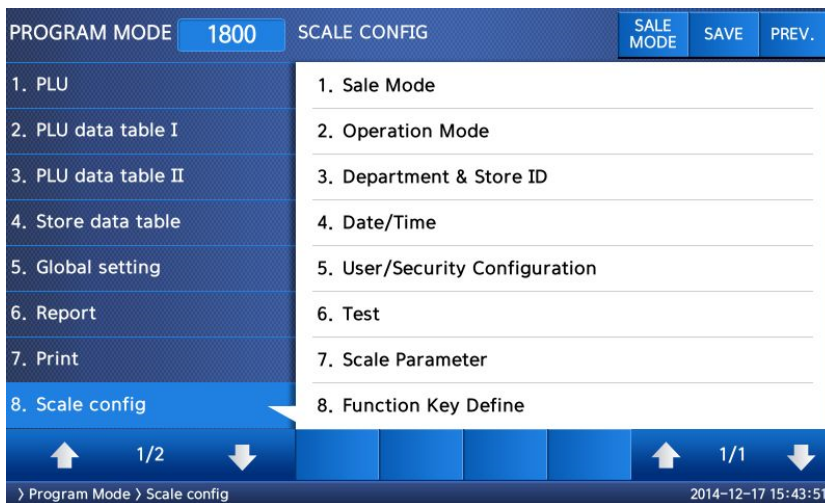 PROGRAM MODE 1800 SCALE CONFIG SALE MODE SAVE PREV.
1. PLU
2. PLU data table I
3. PLU data table II
4. Store data table
5. Global setting
6. Report
7. Print
8. Scale config
1. Sale Mode
2. Operation Mode
3. Department & Store ID
4. Date/Time
5. User/Security Configuration
6. Test
7. Scale Parameter
8. Function Key Define
1/2
1/1
〉Program Mode 〉Scale config
2014-12-17 15:43:51